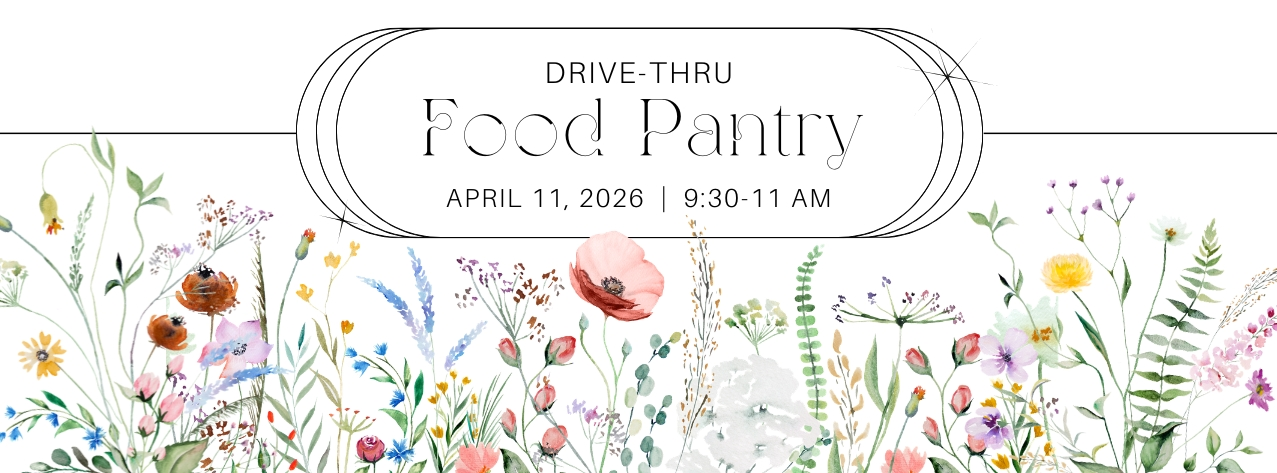 DRIVE-THRU
Food Pantry
APRIL 11, 2026 | 9:30-11 AM